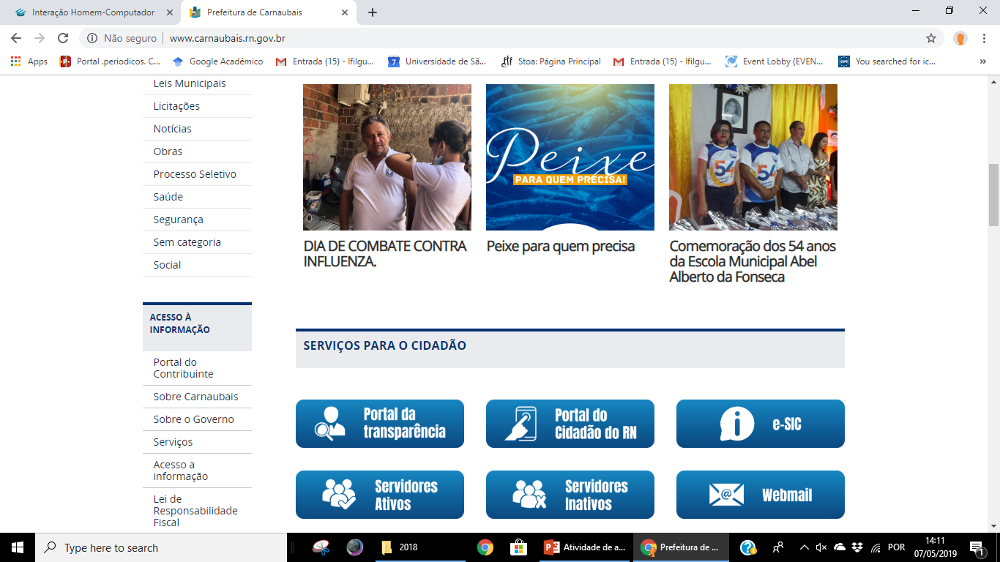 Interação Homem-Computador
Prefeitura de Carnaubais
Não seguro
www.carnaubais.rn.gov.br
Apps
Portal .periodicos. C...
Google Acadêmico
Entrada (15) - Ifilgu...
7
Universidade de Sã...
fff
Stoa: Página Principal
Entrada (15) - Ifilgu...
Event Lobby (EVEN...
You searched for ic...
»
Leis Municipais
Licitações
Notícias
Obras
Processo Seletivo
Saúde
Segurança
Sem categoria
Social
Peixe
PARA QUEM PRECISA!
54
54
DIA DE COMBATE CONTRA
INFLUENZA.
Peixe para quem precisa
Comemoração dos 54 anos
da Escola Municipal Abel
Alberto da Fonseca
ACESSO À
INFORMAÇÃO
Portal do
Contribuinte
Sobre Carnaubais
Sobre o Governo
Serviços
Acesso a
informação
Lei de
Responsabilidade
Fiscal
SERVIÇOS PARA O CIDADÃO
Portal da
transparência
Portal do
Cidadão do RN
e-SIC
Servidores
Ativos
Servidores
Inativos
Webmail
Type here to search
2018
Atividade de a...
Prefeitura de ...
POR
14:11
07/05/2019
1